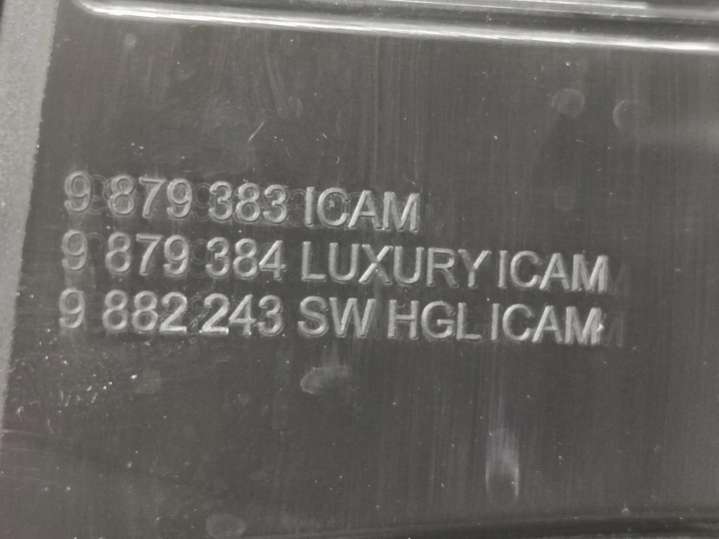 9 879 383 ICAM
9 879 384 LUXURY ICAM
9 882 243 SW HGL ICAM